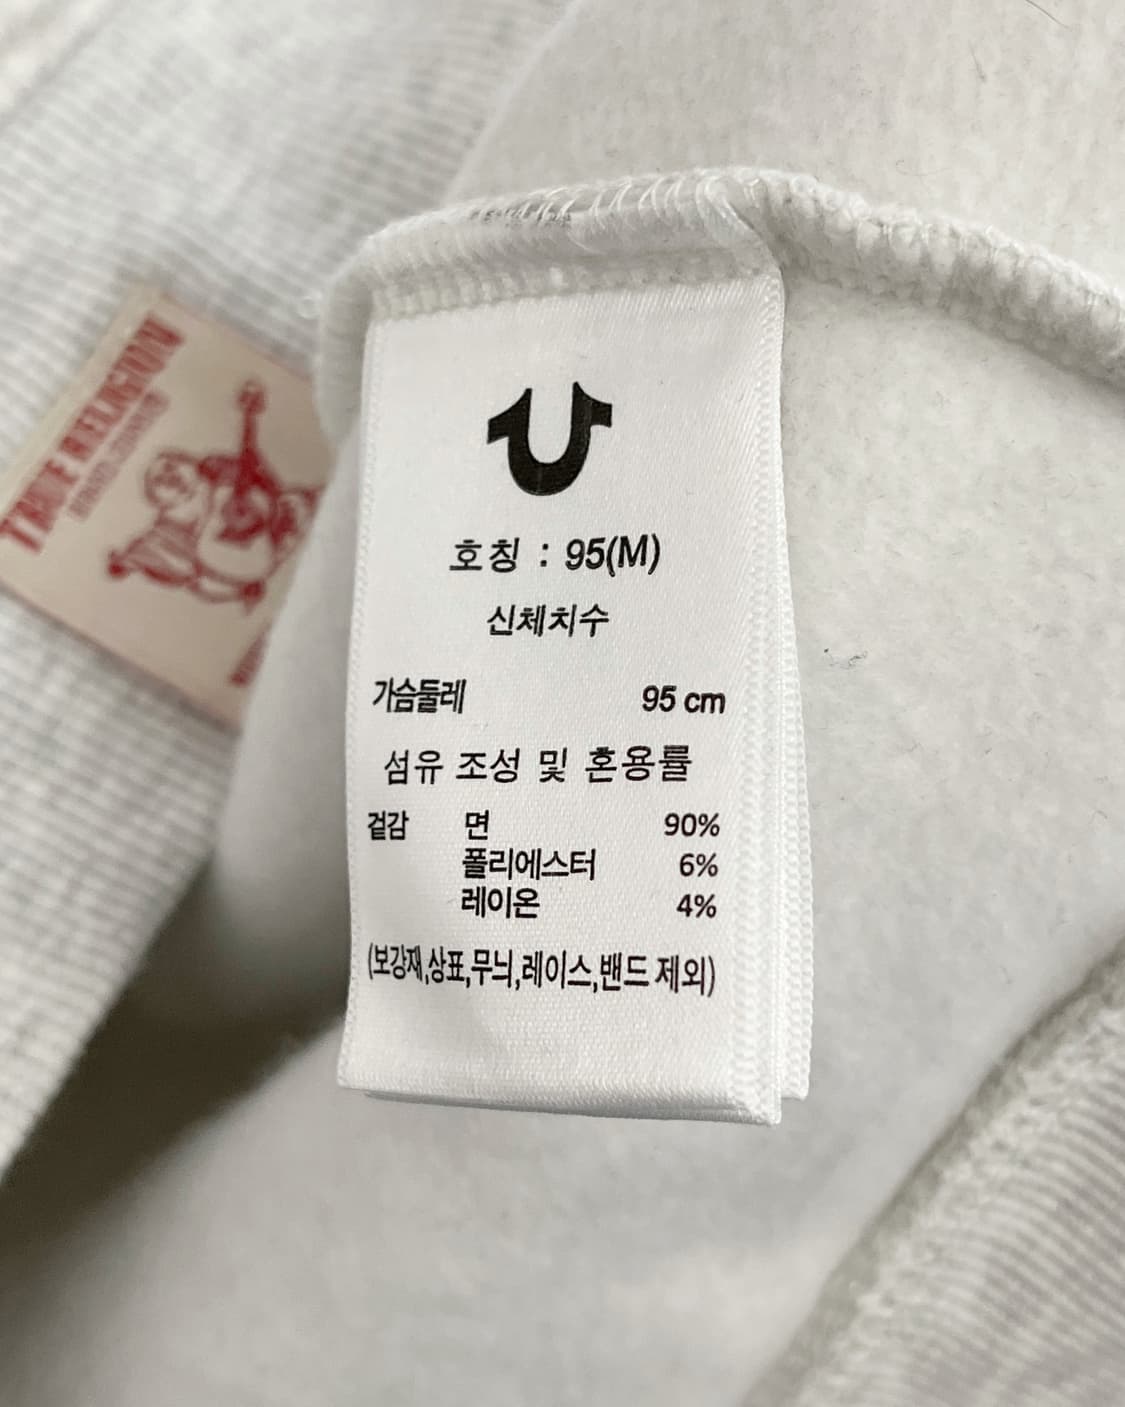 TRUE RELIGION
호칭 : 95(M)
신체치수
가슴둘레 95 cm
섬유 조성 및 혼용률
겉감 면 90%
폴리에스터 6%
레이온 4%
(보강재,상표,무늬,레이스,밴드 제외)